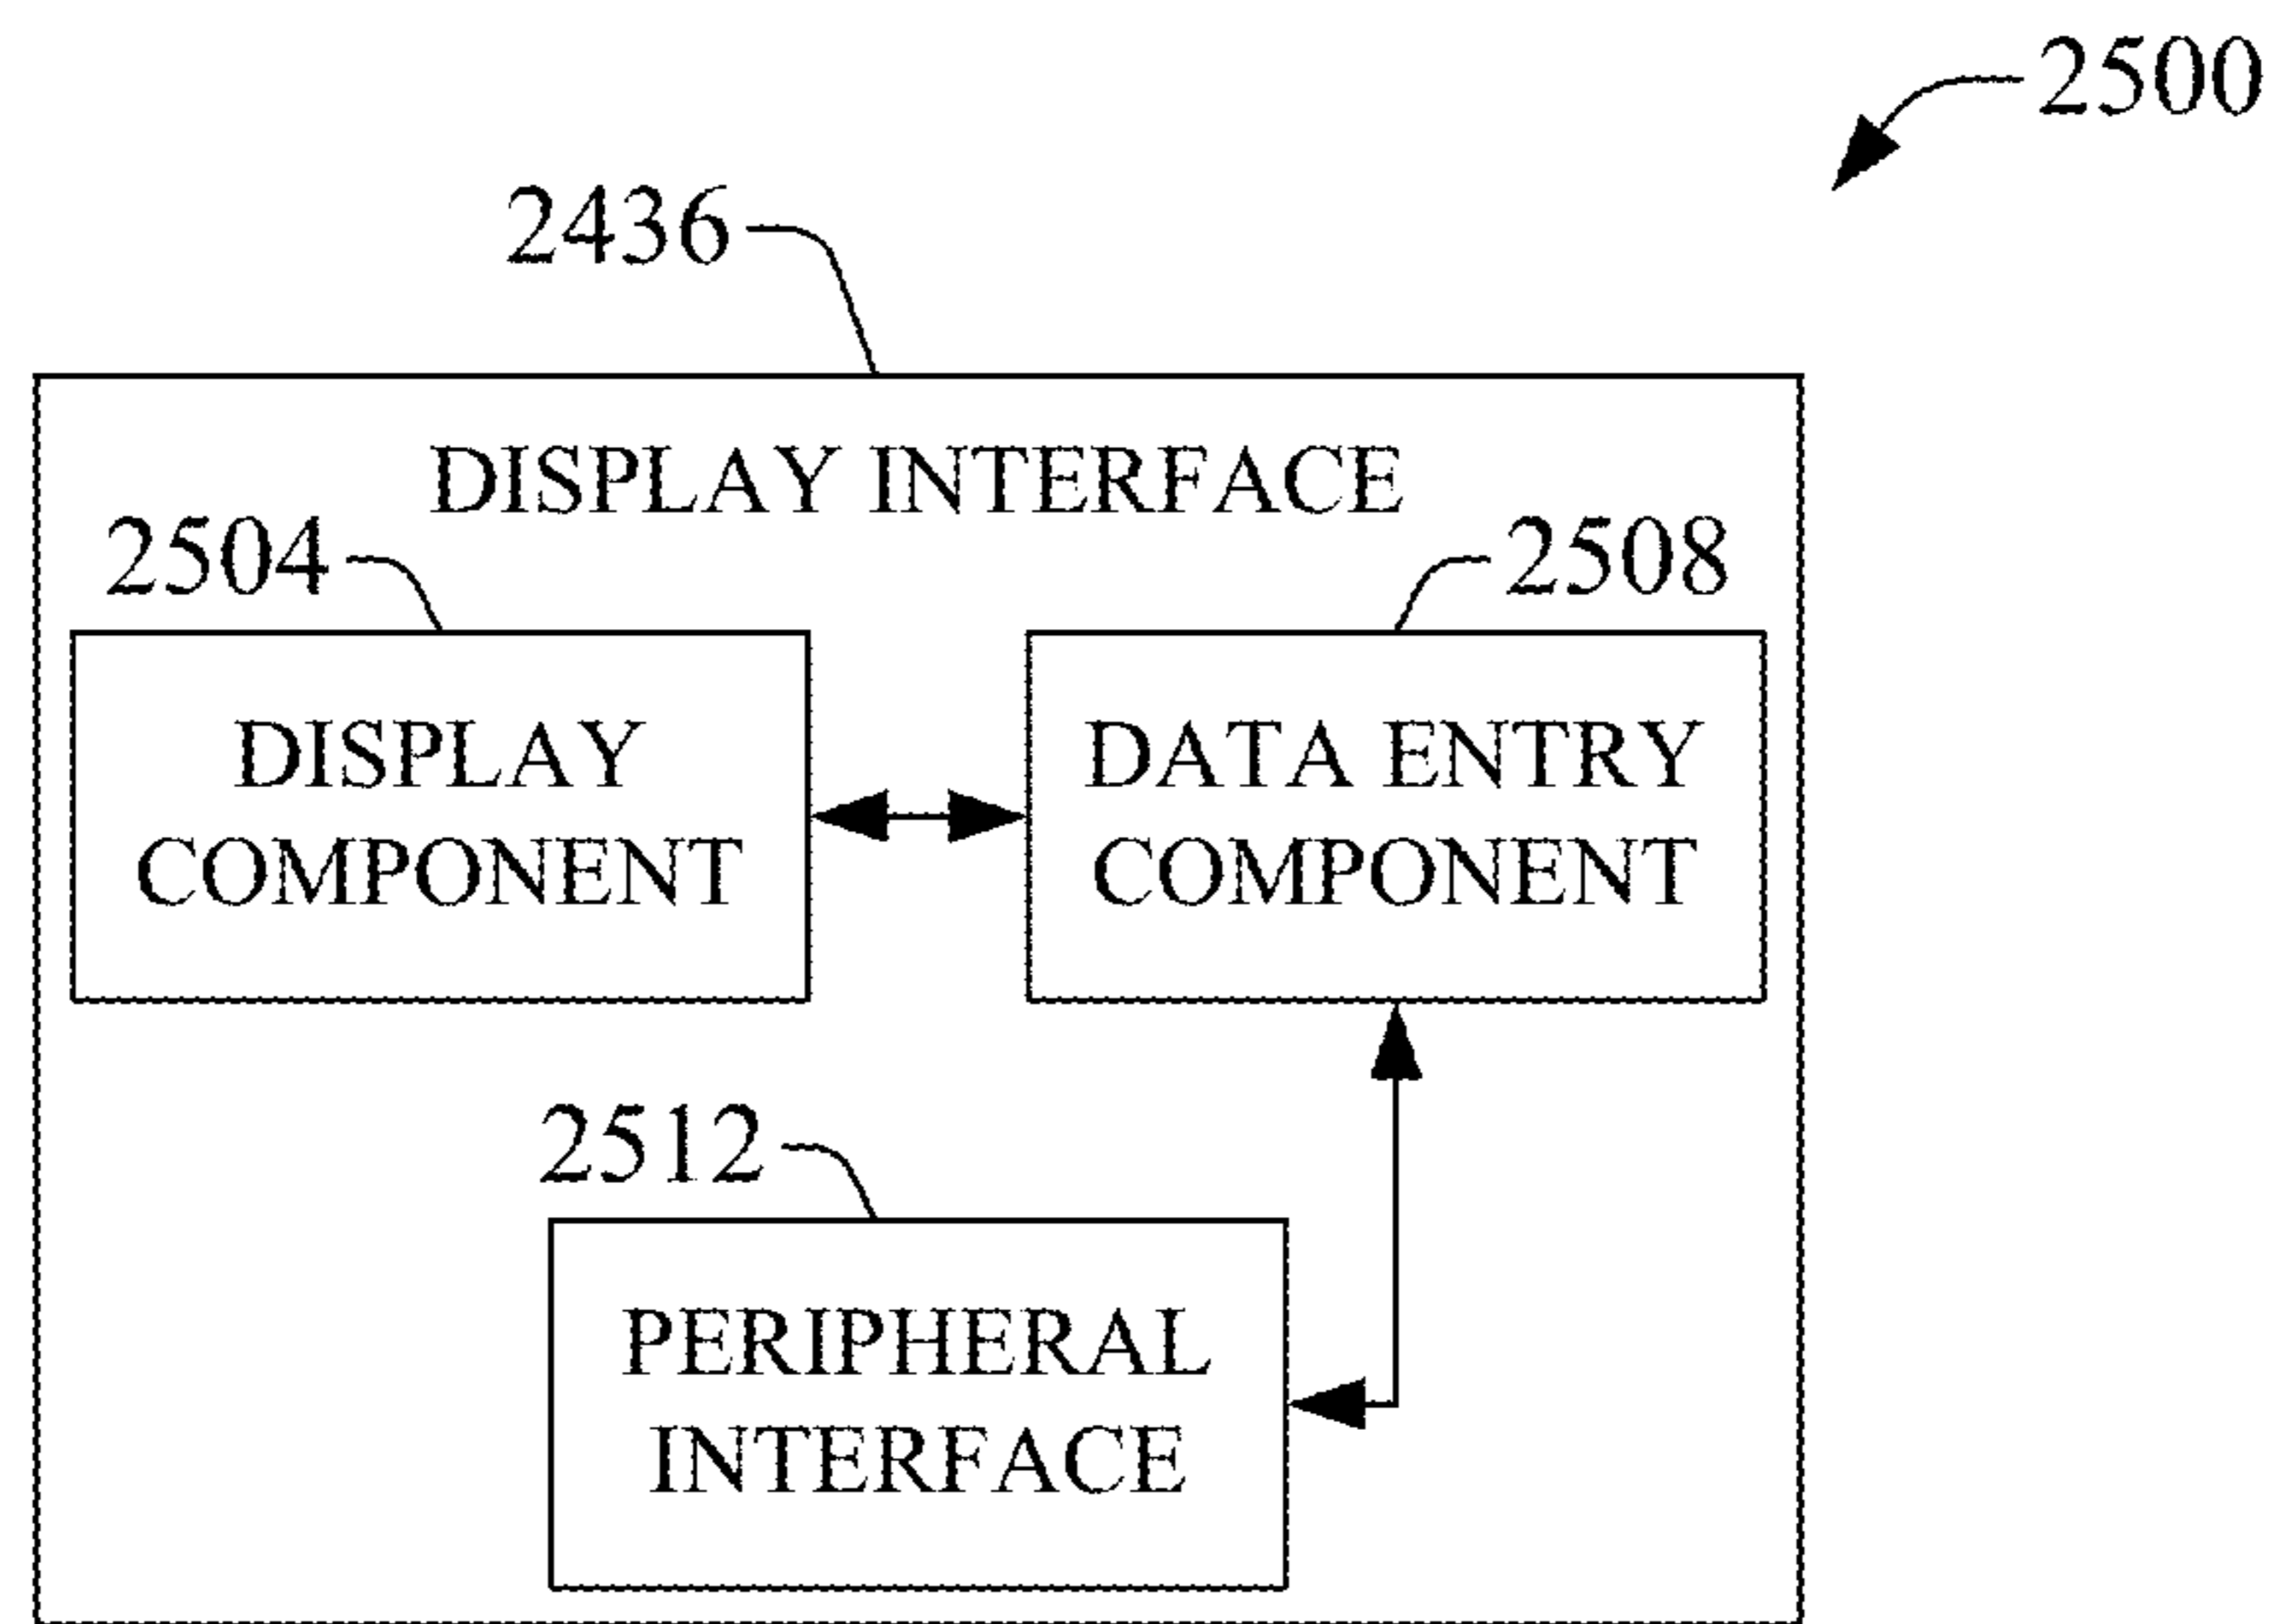 2500
2436
DISPLAY INTERFACE
2504
2508
DISPLAY
COMPONENT
DATA ENTRY
COMPONENT
2512
PERIPHERAL
INTERFACE